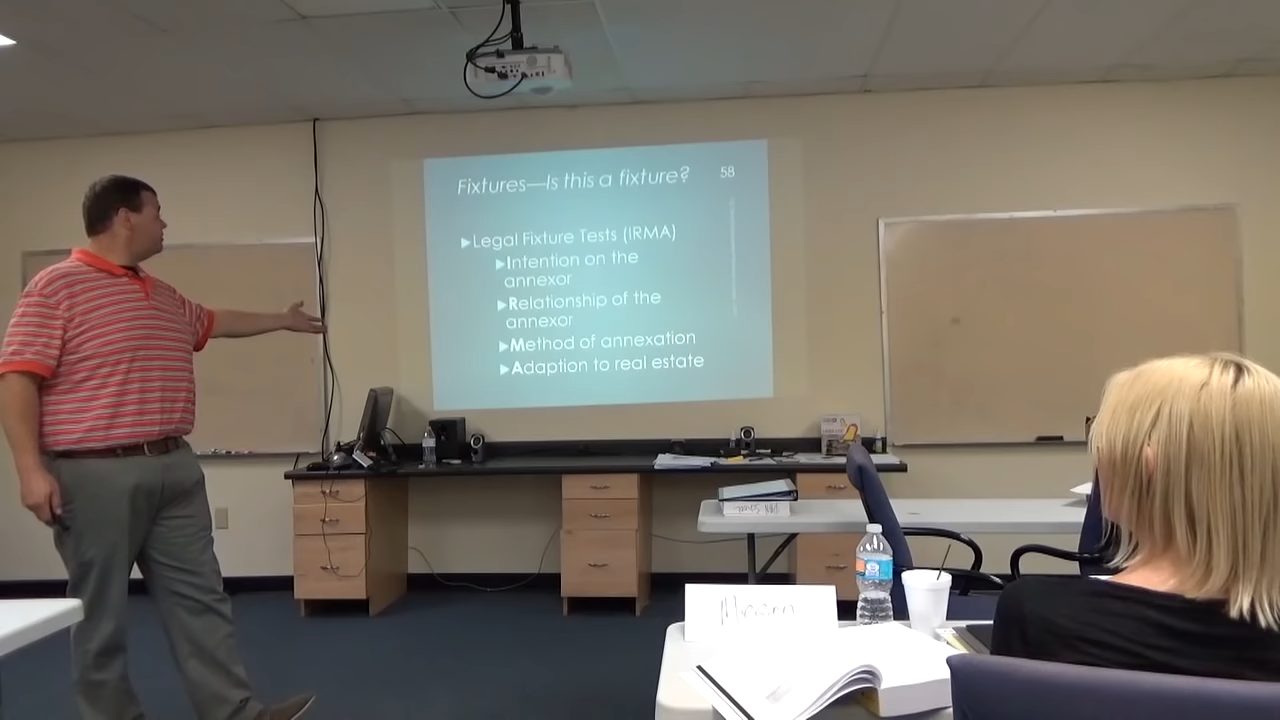 Fixtures—Is this a fixture?
58
▶Legal Fixture Tests (IRMA)
▶Intention on the
annexor
▶Relationship of the
annexor
▶Method of annexation
▶Adaption to real estate